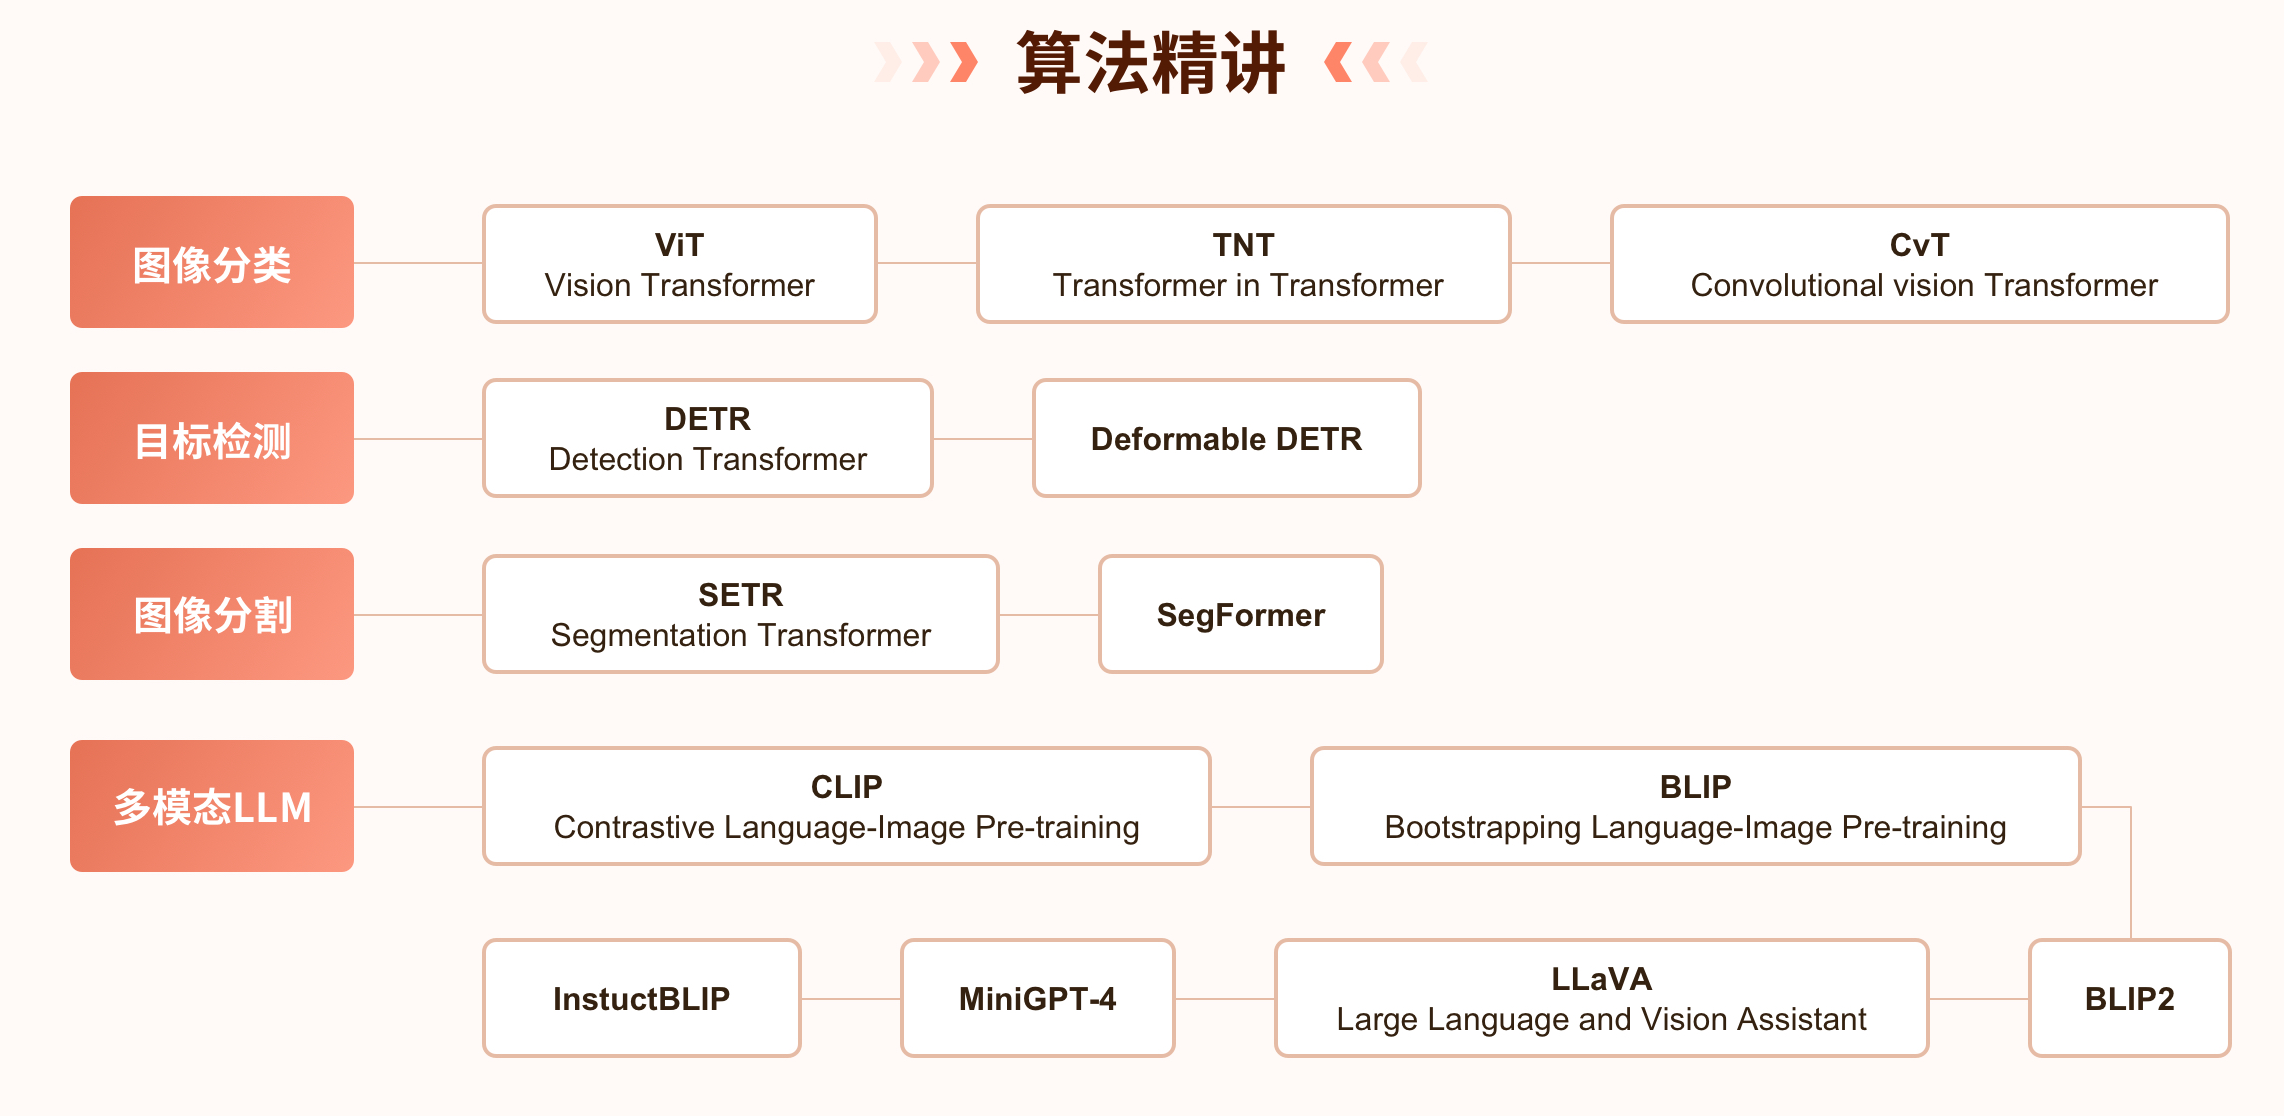 算法精讲
图像分类
ViT
Vision Transformer
TNT
Transformer in Transformer
CvT
Convolutional vision Transformer
目标检测
DETR
Detection Transformer
Deformable DETR
图像分割
SETR
Segmentation Transformer
SegFormer
多模态LLM
CLIP
Contrastive Language-Image Pre-training
BLIP
Bootstrapping Language-Image Pre-training
InstuctBLIP
MiniGPT-4
LLaVA
Large Language and Vision Assistant
BLIP2